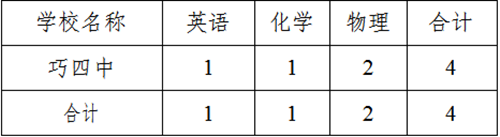 学校名称 英语 化学 物理 合计
巧四中 1 1 2 4
合计 1 1 2 4